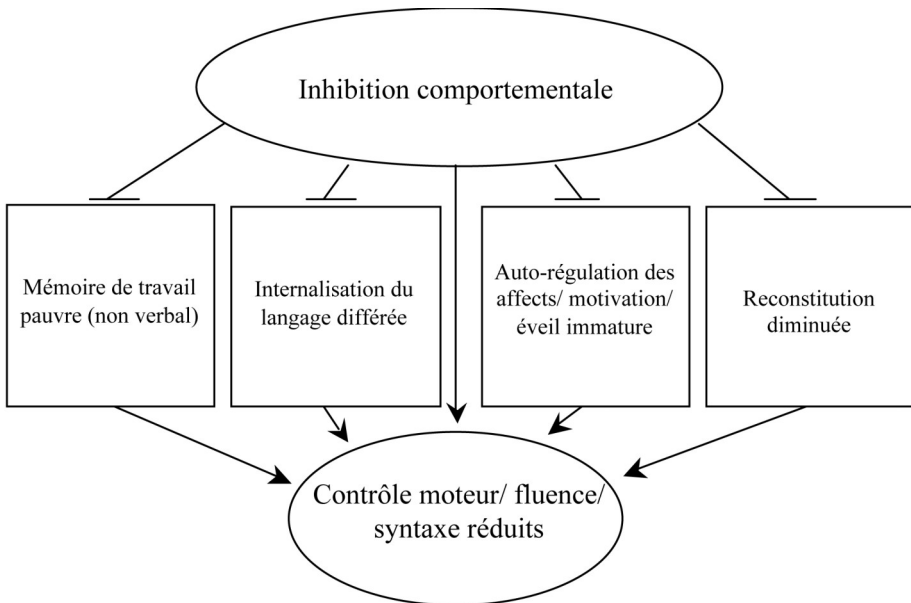 Inhibition comportementale
Mémoire de travail
pauvre (non verbal)
Internalisation du
langage différée
Auto-régulation des
affects/ motivation/
éveil immature
Reconstitution
diminuée
Contrôle moteur/ fluence/
syntaxe réduits